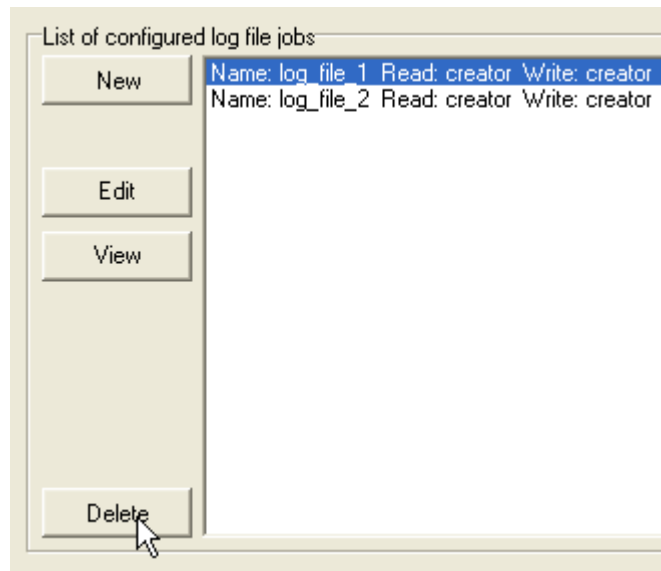 List of configured log file jobs
New
Name: log_file_1 Read: creator Write: creator
Name: log_file_2 Read: creator Write: creator
Edit
View
Delete